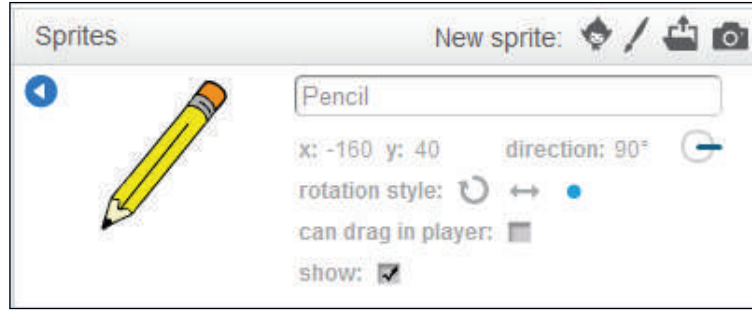 Sprites New sprite:
Pencil
x: -160 y: 40 direction: 90°
rotation style:
can drag in player:
show: